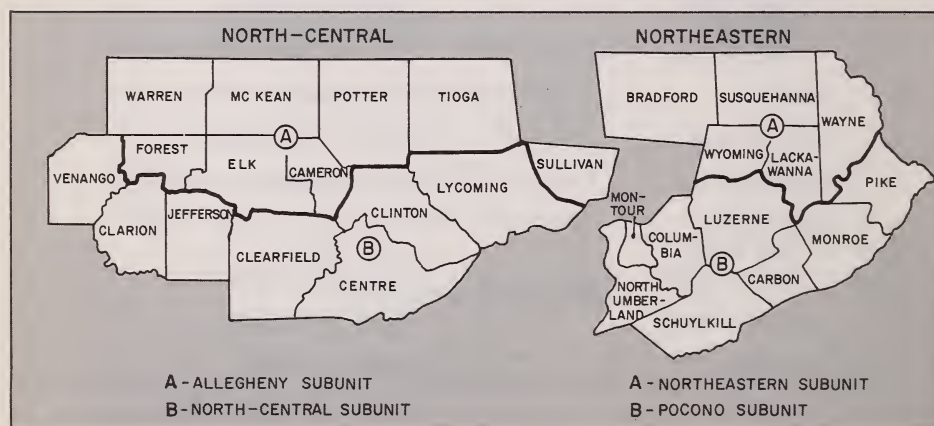 NORTH-CENTRAL
WARREN
MC KEAN
POTTER
TIOGA
FOREST
A
ELK
CAMERON
SULLIVAN
VENANGO
LYCOMING
CLARION
JEFFERSON
CLINTON
CLEARFIELD
B
CENTRE
A-ALLEGHENY SUBUNIT
B-NORTH-CENTRAL SUBUNIT
NORTHEASTERN
BRADFORD
SUSQUEHANNA
WAYNE
A
WYOMING
LACKA-
WANNA
PIKE
MON-
TOUR
LUZERNE
COLUM-
BIA
MONROE
B
CARBON
NORTH
UMBER-
LAND
SCHUYLKILL
A-NORTHEASTERN SUBUNIT
B-POCONO SUBUNIT